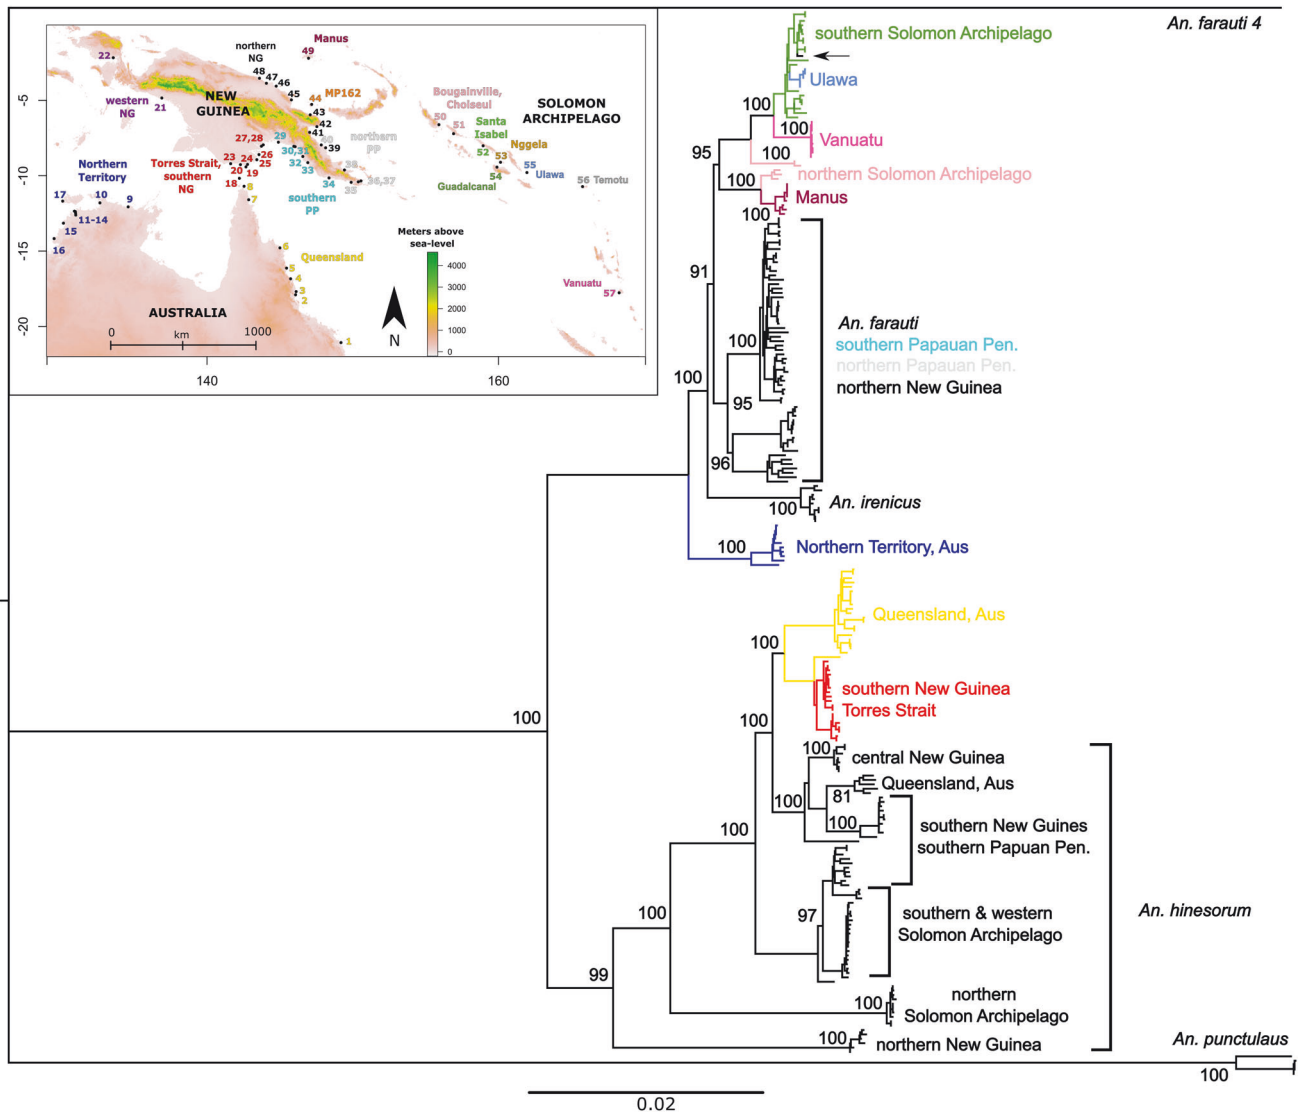 An. farauti 4
Manus
49
northern
NG
48
47
46
45
44
MP162
43
42
41
40
39
22
western
NG
21
NEW
GUINEA
Bougainville,
Choiseul
50
51
SOLOMON
ARCHIPELAGO
Santa
Isabel
52
Nggela
53
54
Guadalcanal
55
Ulawa
56 Temotu
northern
PP
38
36,37
35
27,28
29
30,31
32
33
34
southern
PP
Torres Strait,
southern
NG
23
24
26
25
20
19
18
8
7
Northern
Territory
17
10
9
11-14
15
16
6
Queensland
5
4
3
2
1
Vanuatu
57
AUSTRALIA
0
km
1000
Meters above
sea-level
4000
3000
2000
1000
0
N
-5
-10
-15
-20
140
160
southern Solomon Archipelago
Ulawa
100
100
Vanuatu
95
100
northern Solomon Archipelago
100
Manus
100
91
An. farauti
southern Papauan Pen.
northern Papauan Pen.
northern New Guinea
100
100
95
96
An. irenicus
100
100
Northern Territory, Aus
Queensland, Aus
100
southern New Guinea
Torres Strait
100
100
100
central New Guinea
Queensland, Aus
81
100
100
southern New Guines
southern Papuan Pen.
100
97
southern & western
Solomon Archipelago
An. hinesorum
100
99
100
northern
Solomon Archipelago
100
northern New Guinea
An. punctulaus
100
0.02